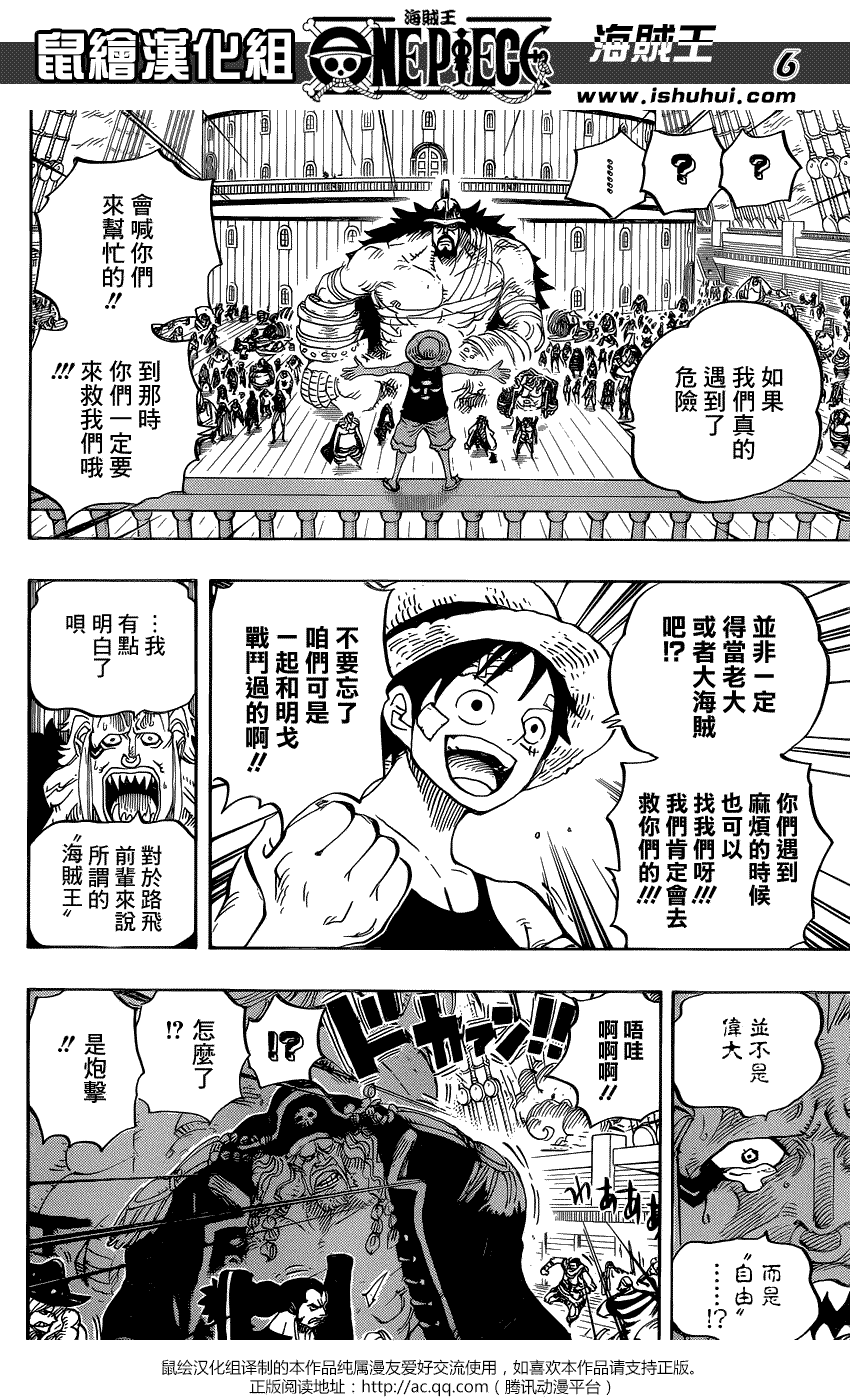 鼠繪漢化組
海賊王
ONE PIECE
海賊王
6
www.ishuhui.com
?
?
………
如果
我們真的
遇到了
危險
會喊你們
來幫忙的!!
到那時
你們一定要
來救我們哦
!!!
並非一定
得當老大
或者大海賊
吧!?
你們遇到
麻煩的時候
也可以
找我們呀!!!
我們肯定會去
救你們的!!!
不要忘了
咱們可是
一起和明戈
戰鬥過的啊!!
…我
有點
明白了
唄
對於路飛
前輩來說
所謂的
"海賊王"
並不是
偉大
而是
"自由"
……!?
唔哇
啊啊啊!!
ドカァン!!
わああぁ
!?
怎麼了
!?
是炮擊
!!
鼠绘汉化组译制的本作品纯属漫友爱好交流使用，如喜欢本作品请支持正版。
正版阅读地址：http://ac.qq.com（腾讯动漫平台）